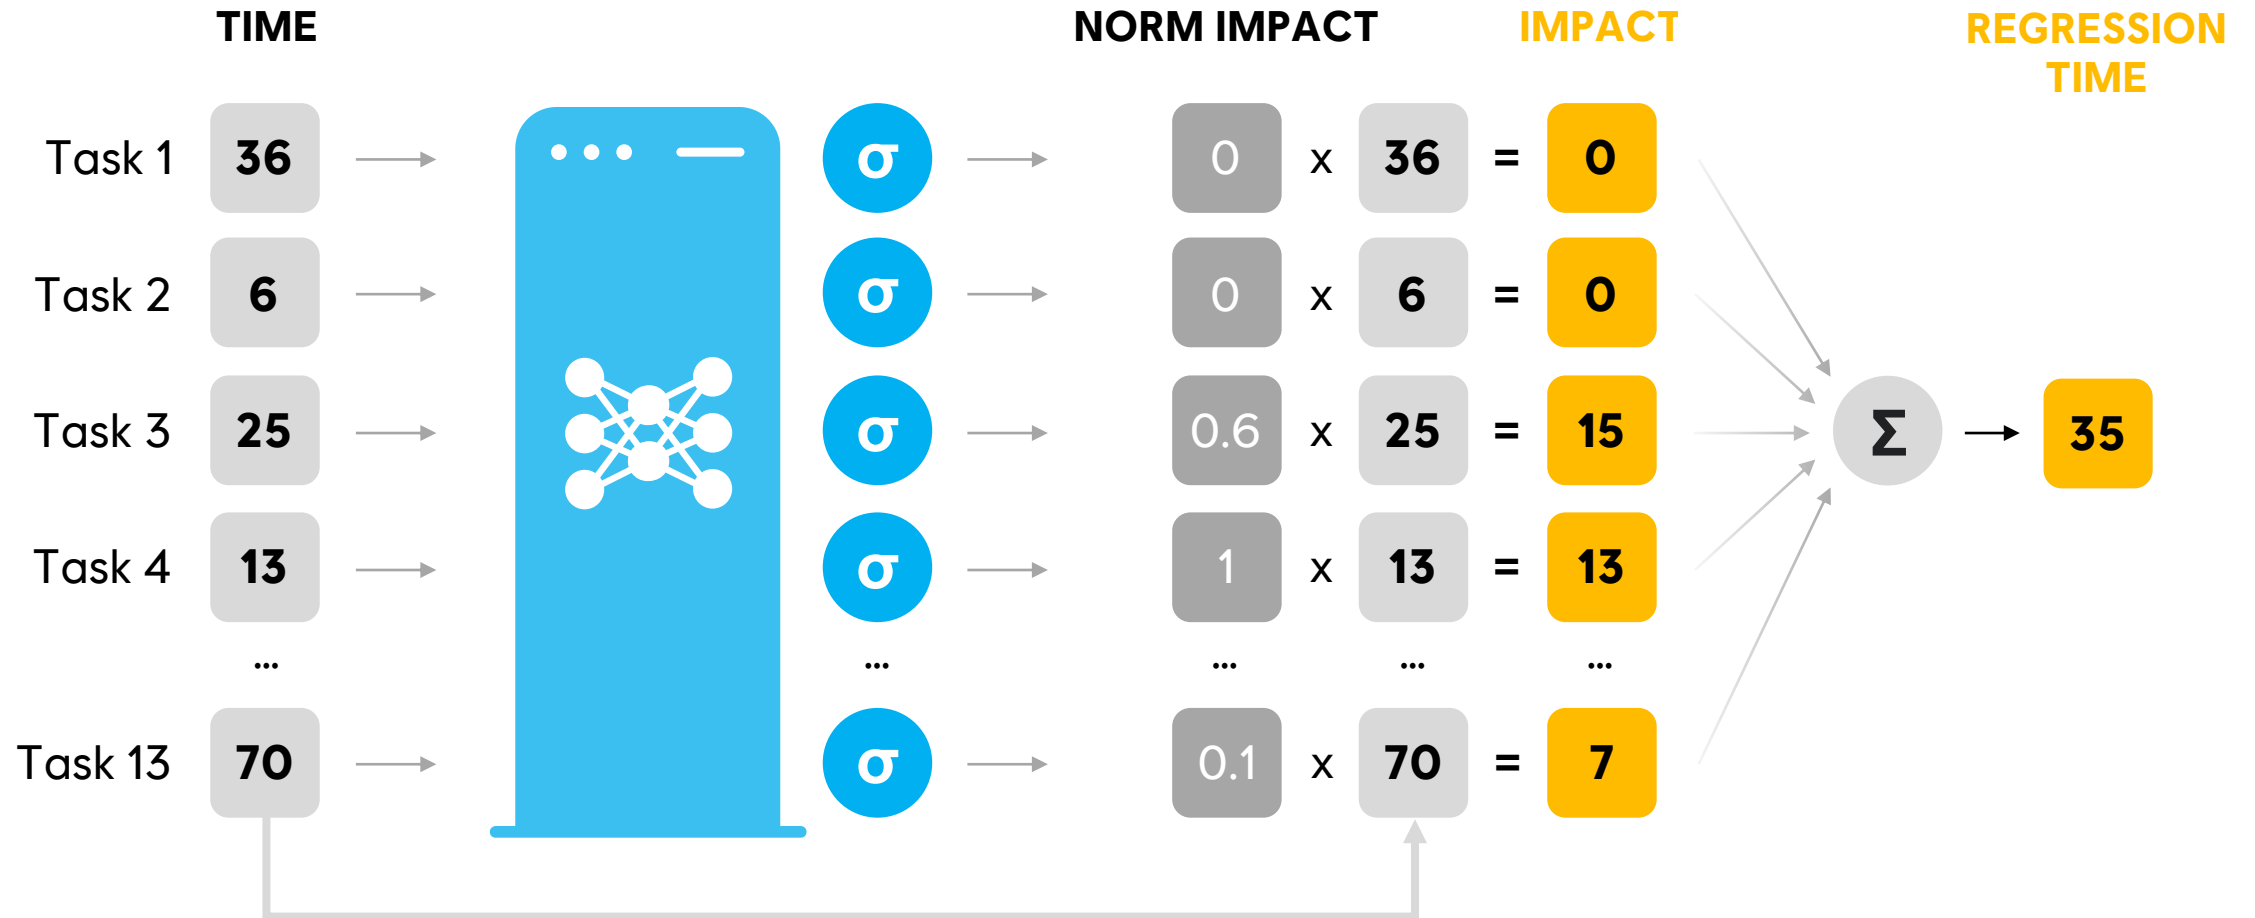 TIME NORM IMPACT IMPACT REGRESSION
TIME
Task 1 36 σ 0 x 36 = 0
Task 2 6 σ 0 x 6 = 0
Task 3 25 σ 0.6 x 25 = 15 Σ 35
Task 4 13 σ 1 x 13 = 13
... ... ... ... ...
Task 13 70 σ 0.1 x 70 = 7